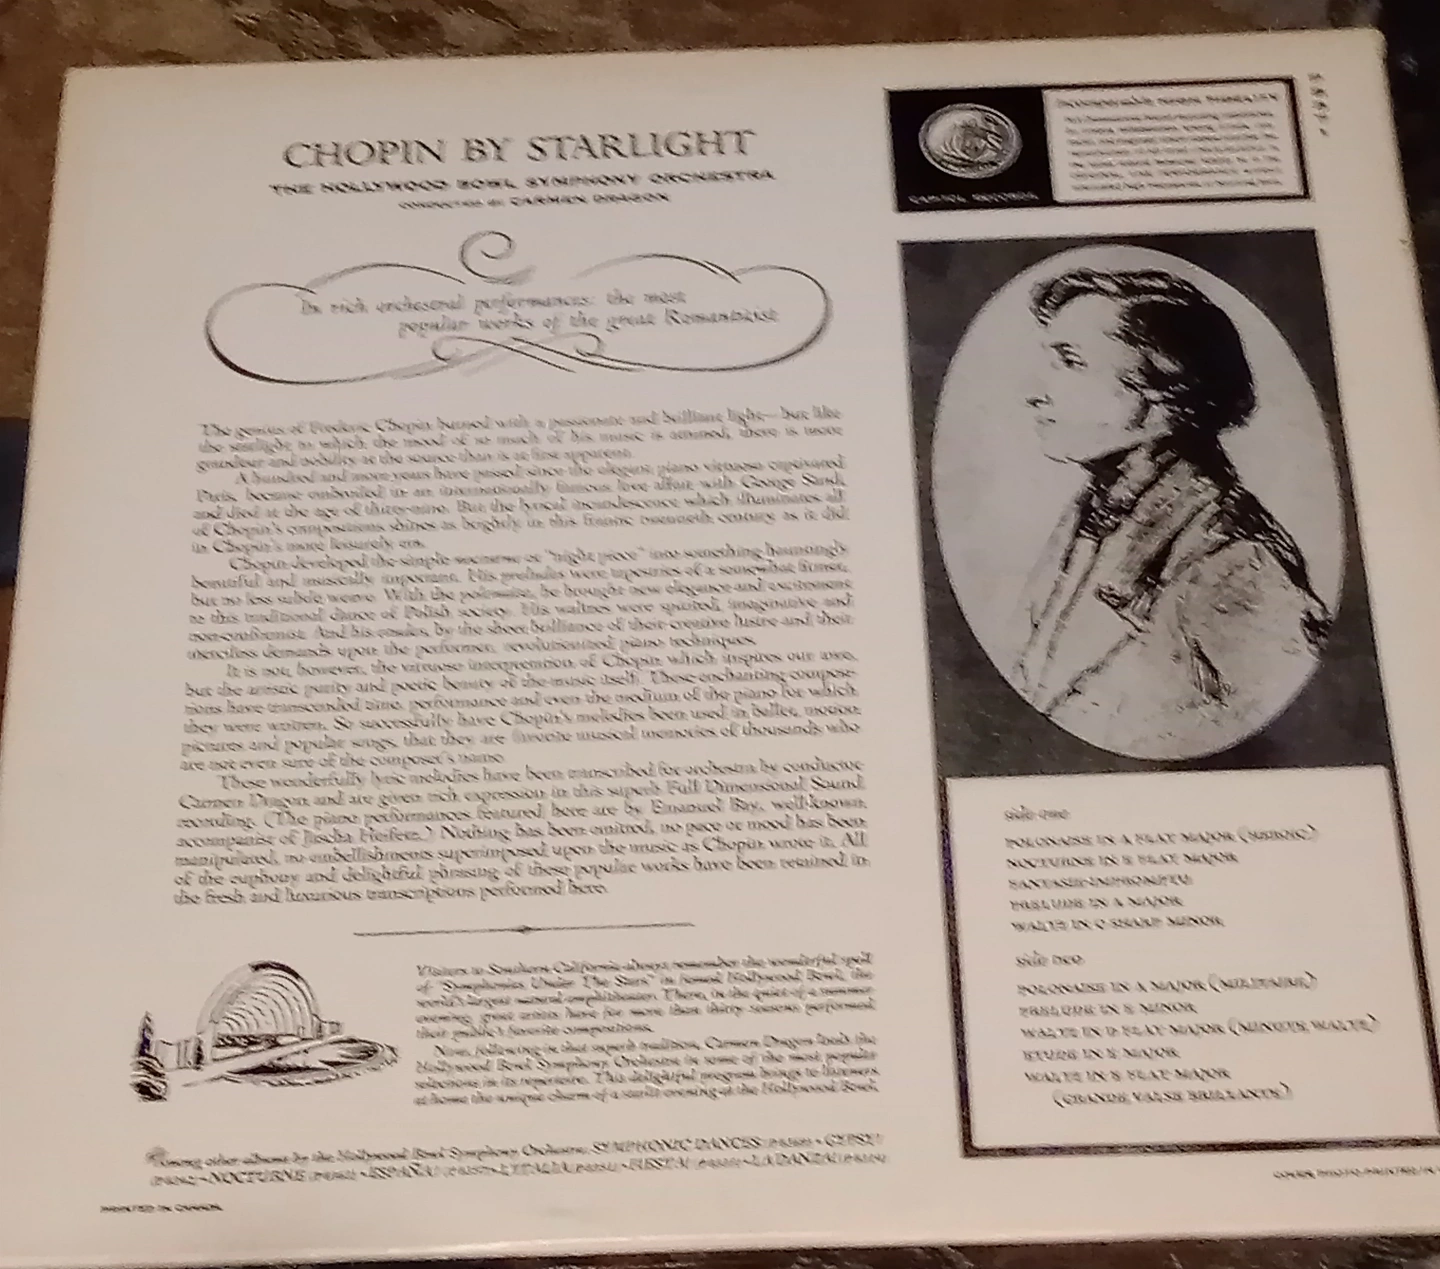 CHOPIN BY STARLIGHT
THE HOLLYWOOD BOWL SYMPHONY ORCHESTRA
CONDUCTED BY CARMEN DRAGON
In rich orchestral performances: the most
popular works of the great Romanticist
The genius of Frederic Chopin burned with a passionate and brilliant light—but like
the starlight to which the mood of so much of his music is attuned, there is more
grandeur and nobility at the source than is at first apparent.
A hundred and more years have passed since the elegant piano virtuoso captivated
Paris, became embroiled in an internationally famous love affair with George Sand,
and died at the age of thirty-nine. But the lyrical incandescence which illuminates all
of Chopin's compositions shines as brightly in this frantic twentieth century as it did
in Chopin's more leisurely era.
Chopin developed the simple nocturne or "night piece" into something hauntingly
beautiful and musically important. His preludes were tapestries of a somewhat firmer,
but no less subtle weave. With the polonaise, he brought new elegance and excitement
to this traditional dance of Polish society. His waltzes were spirited, imaginative and
non-conformist. And his etudes, by the sheer brilliance of their creative lustre and their
merciless demands upon the performer, revolutionized piano techniques.
It is not, however, the virtuoso interpretation of Chopin which inspires our awe,
but the artistic purity and poetic beauty of the music itself. These enchanting compositions
have transcended time, performance and even the medium of the piano for which
they were written. So successfully have Chopin's melodies been used in ballet, motion
pictures and popular songs, that they are favorite musical memories of thousands who
are not even sure of the composer's name.
These wonderfully lyric melodies have been transcribed for orchestra by conductor
Carmen Dragon and are given rich expression in this superb Full Dimensional Sound
recording. (The piano performances featured here are by Emanuel Bay, well-known
accompanist of Jascha Heifetz.) Nothing has been omitted, no pace or mood has been
manipulated, no embellishments superimposed upon the music as Chopin wrote it. All
of the euphony and delightful phrasing of these popular works have been retained in
the fresh and luxurious transcriptions performed here.
Visitors to Southern California always remember the wonderful spell
of "Symphonies Under The Stars" in famed Hollywood Bowl, the
world's largest natural amphitheater. There, in the quiet of a summer
evening, great artists have for more than thirty seasons performed
their public's favorite compositions.
Now, following in that superb tradition, Carmen Dragon leads the
Hollywood Bowl Symphony Orchestra in some of the most popular
selections in its repertoire. This delightful program brings to listeners
at home the unique charm of a starlit evening at the Hollywood Bowl.
Among other albums by the Hollywood Bowl Symphony Orchestra: SYMPHONIC DANCES • GYPSY!
• NOCTURNE • ESPAÑA! • L'ITALIA • FIESTA! • LA DANZA!
PRINTED IN CANADA
CAPITOL RECORDS
side one
POLONAISE IN A FLAT MAJOR (HEROIC)
NOCTURNE IN E FLAT MAJOR
FANTASIE-IMPROMPTU
PRELUDE IN A MAJOR
WALTZ IN C SHARP MINOR
side two
POLONAISE IN A MAJOR (MILITAIRE)
PRELUDE IN E MINOR
WALTZ IN D FLAT MAJOR (MINUTE WALTZ)
ETUDE IN E MAJOR
WALTZ IN E FLAT MAJOR
(GRANDE VALSE BRILLANTE)
COVER PHOTO